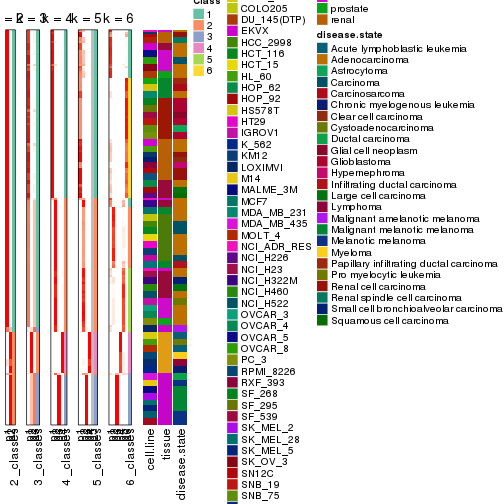 k = 3
k = 4
k = 5
k = 6
2_classes
3_classes
4_classes
5_classes
6_classes
cell.line
tissue
disease.state
Class
1
2
3
4
5
6
COLO205
DU_145(DTP)
EKVX
HCC_2998
HCT_116
HCT_15
HL_60
HOP_62
HOP_92
HS578T
HT29
IGROV1
K_562
KM12
LOXIMVI
M14
MALME_3M
MCF7
MDA_MB_231
MDA_MB_435
MOLT_4
NCI_ADR_RES
NCI_H226
NCI_H23
NCI_H322M
NCI_H460
NCI_H522
OVCAR_3
OVCAR_4
OVCAR_5
OVCAR_8
PC_3
RPMI_8226
RXF_393
SF_268
SF_295
SF_539
SK_MEL_2
SK_MEL_28
SK_MEL_5
SK_OV_3
SN12C
SNB_19
SNB_75
prostate
renal
disease.state
Acute lymphoblastic leukemia
Adenocarcinoma
Astrocytoma
Carcinoma
Carcinosarcoma
Chronic myelogenous leukemia
Clear cell carcinoma
Cystoadenocarcinoma
Ductal carcinoma
Glial cell neoplasm
Glioblastoma
Hypernephroma
Infiltrating ductal carcinoma
Large cell carcinoma
Lymphoma
Malignant amelanotic melanoma
Malignant melanotic melanoma
Melanotic melanoma
Myeloma
Papillary infiltrating ductal carcinoma
Pro myelocytic leukemia
Renal cell carcinoma
Renal spindle cell carcinoma
Small cell bronchioalveolar carcinoma
Squamous cell carcinoma